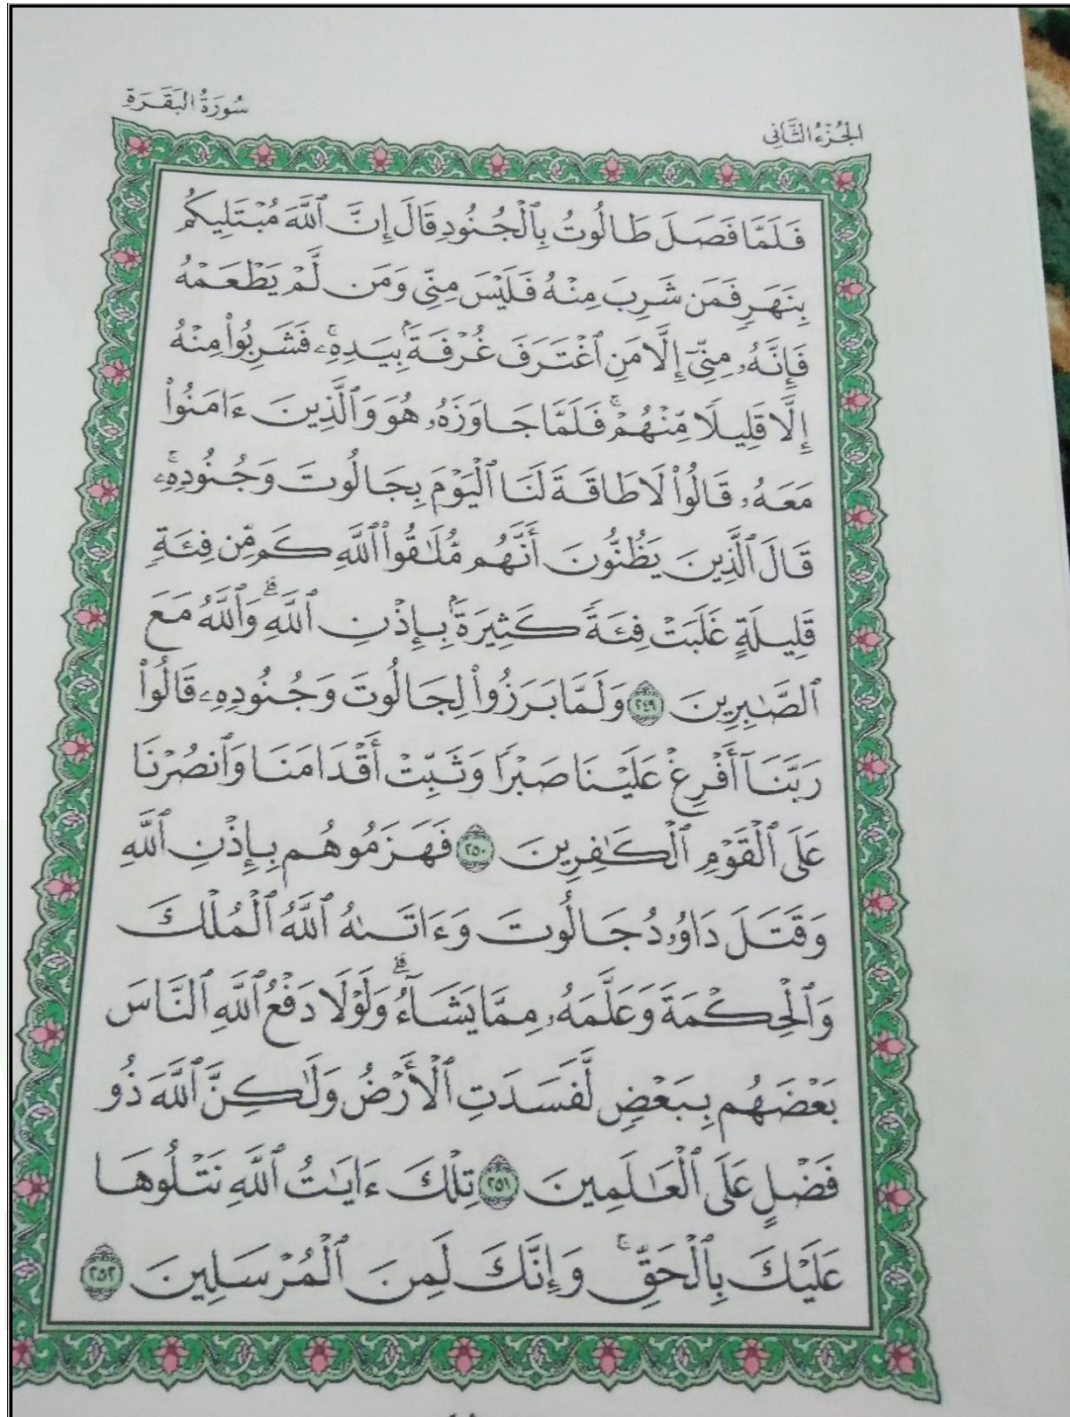 الجُزْءُ الثَّانِي
سُورَةُ البَقَرَةِ
فَلَمَّا فَصَلَ طَالُوتُ بِٱلۡجُنُودِ قَالَ إِنَّ ٱللَّهَ مُبۡتَلِيكُم
بِنَهَرٖ فَمَن شَرِبَ مِنۡهُ فَلَيۡسَ مِنِّي وَمَن لَّمۡ يَطۡعَمۡهُ
فَإِنَّهُۥ مِنِّيٓ إِلَّا مَنِ ٱغۡتَرَفَ غُرۡفَةَۢ بِيَدِهِۦۚ فَشَرِبُواْ مِنۡهُ
إِلَّا قَلِيلٗا مِّنۡهُمۡۚ فَلَمَّا جَاوَزَهُۥ هُوَ وَٱلَّذِينَ ءَامَنُواْ
مَعَهُۥ قَالُواْ لَا طَاقَةَ لَنَا ٱلۡيَوۡمَ بِجَالُوتَ وَجُنُودِهِۦۚ
قَالَ ٱلَّذِينَ يَظُنُّونَ أَنَّهُم مُّلَٰقُواْ ٱللَّهِ كَم مِّن فِئَةٖ
قَلِيلَةٍ غَلَبَتۡ فِئَةٗ كَثِيرَةَۢ بِإِذۡنِ ٱللَّهِۗ وَٱللَّهُ مَعَ
ٱلصَّٰبِرِينَ ٢٤٩ وَلَمَّا بَرَزُواْ لِجَالُوتَ وَجُنُودِهِۦ قَالُواْ
رَبَّنَآ أَفۡرِغۡ عَلَيۡنَا صَبۡرٗا وَثَبِّتۡ أَقۡدَامَنَا وَٱنصُرۡنَا
عَلَى ٱلۡقَوۡمِ ٱلۡكَٰفِرِينَ ٢٥٠ فَهَزَمُوهُم بِإِذۡنِ ٱللَّهِ
وَقَتَلَ دَاوُۥدُ جَالُوتَ وَءَاتَىٰهُ ٱللَّهُ ٱلۡمُلۡكَ
وَٱلۡحِكۡمَةَ وَعَلَّمَهُۥ مِمَّا يَشَآءُۗ وَلَوۡلَا دَفۡعُ ٱللَّهِ ٱلنَّاسَ
بَعۡضَهُم بِبَعۡضٖ لَّفَسَدَتِ ٱلۡأَرۡضُ وَلَٰكِنَّ ٱللَّهَ ذُو
فَضۡلٍ عَلَى ٱلۡعَٰلَمِينَ ٢٥١ تِلۡكَ ءَايَٰتُ ٱللَّهِ نَتۡلُوهَا
عَلَيۡكَ بِٱلۡحَقِّۚ وَإِنَّكَ لَمِنَ ٱلۡمُرۡسَلِينَ ٢٥٢